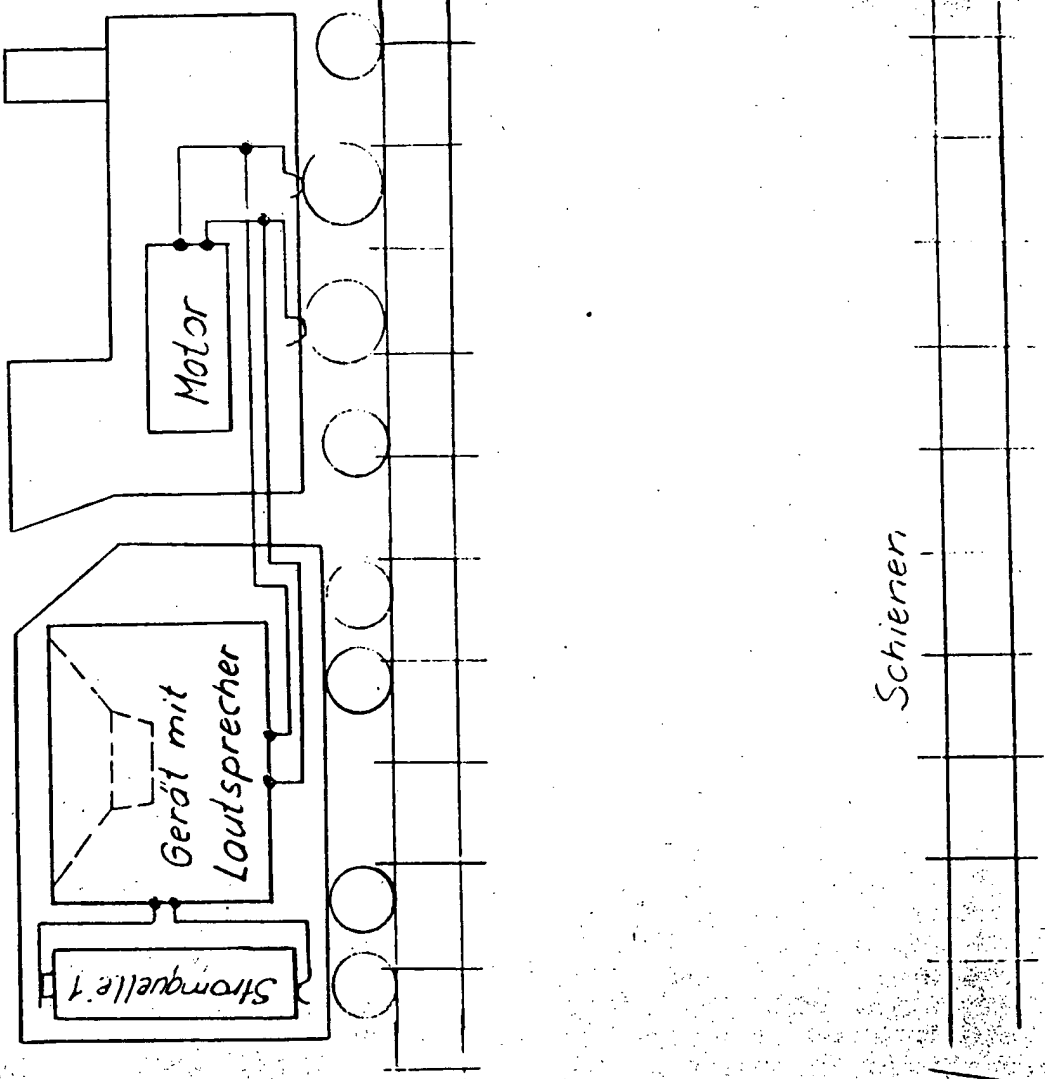 Motor
Gerät mit
Lautsprecher
Stromquelle 1
Schienen